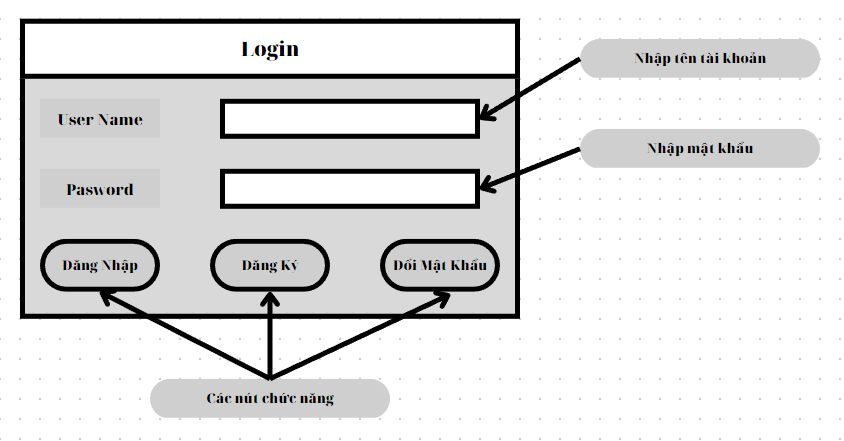 Login
Nhập tên tài khoản
User Name
Nhập mật khẩu
Pasword
Đăng Nhập
Đăng Ký
Đổi Mật Khẩu
Các nút chức năng